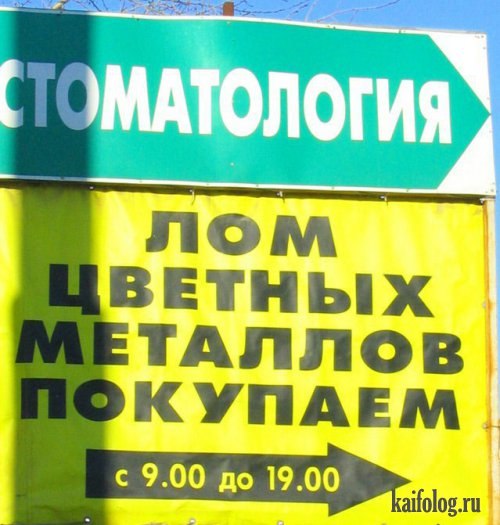 СТОМАТОЛОГИЯ
ЛОМ
ЦВЕТНЫХ
МЕТАЛЛОВ
ПОКУПАЕМ
с 9.00 до 19.00
kaifolog.ru